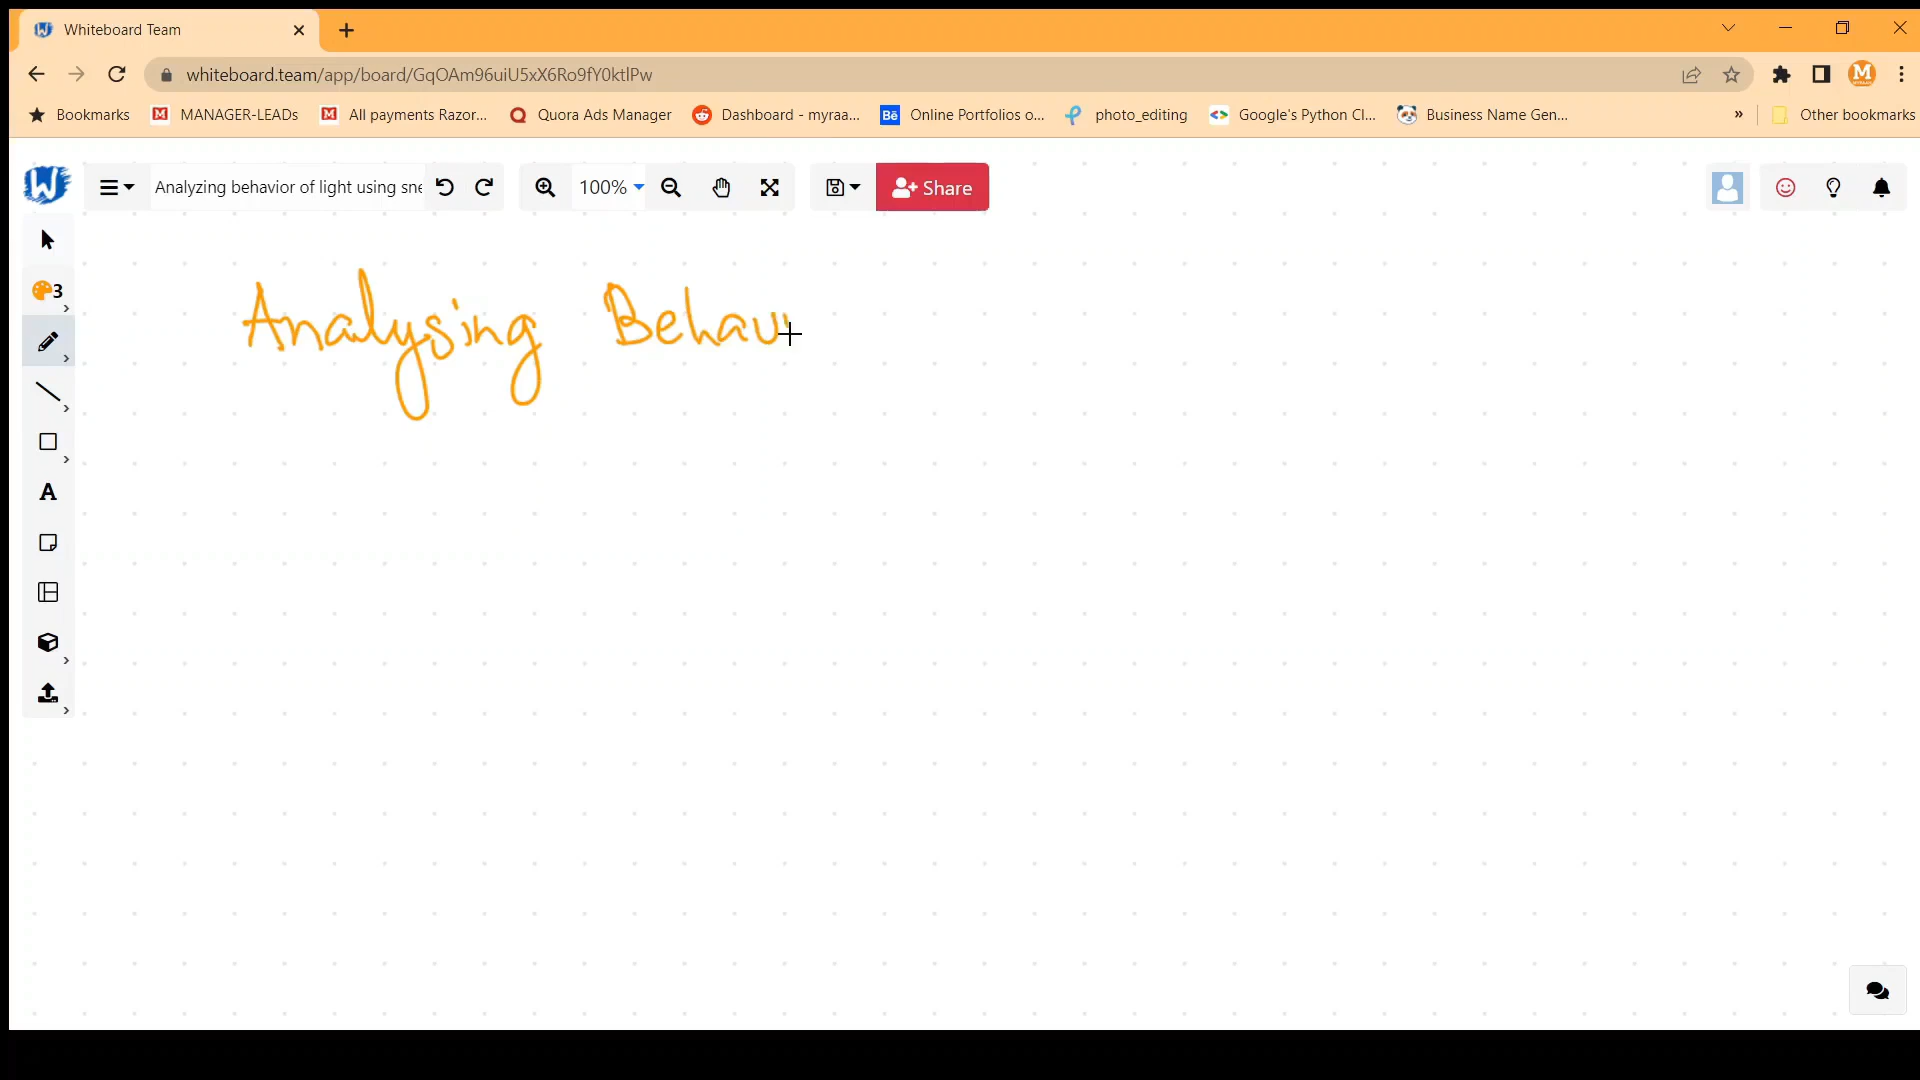 Whiteboard Team
whiteboard.team/app/board/GqOAm96uiU5xX6Ro9fY0ktlPw
Bookmarks MANAGER-LEADs All payments Razor... Quora Ads Manager Dashboard - myraa... Online Portfolios o... photo_editing Google's Python Cl... Business Name Gen... » Other bookmarks
Analyzing behavior of light using sne 100% Share
3
Analysing Behavi
A